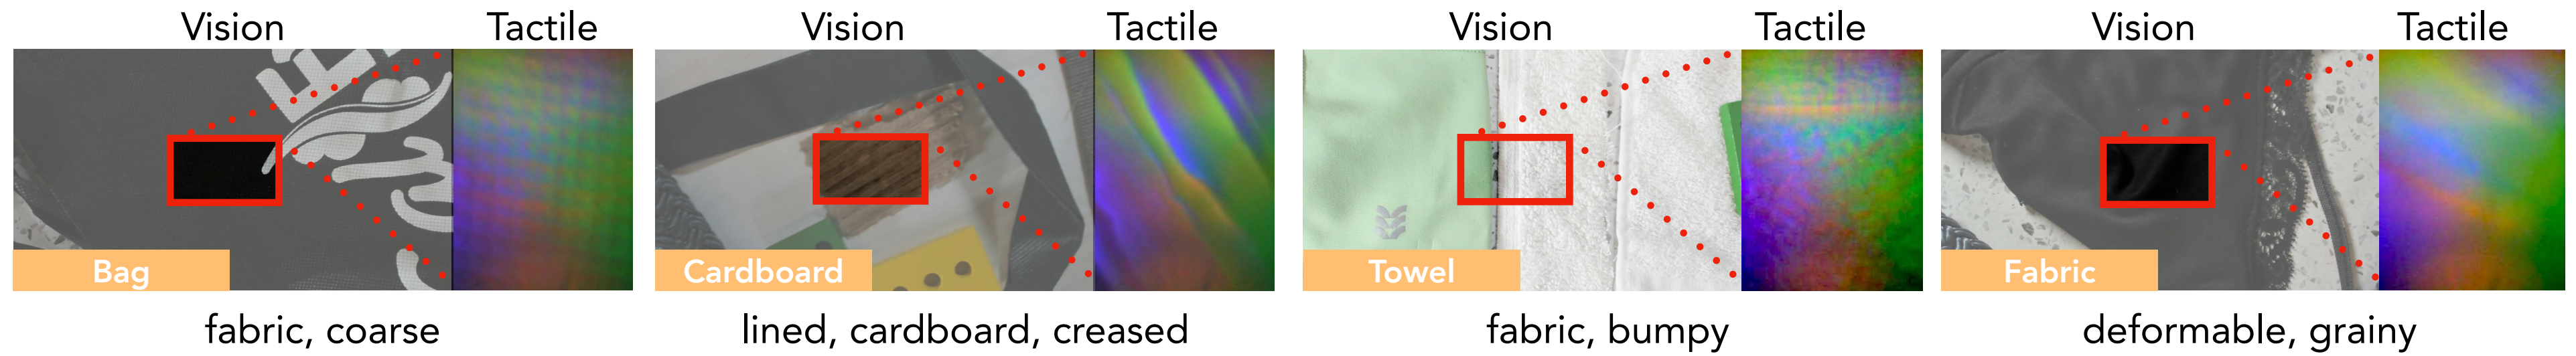 Vision Tactile Vision Tactile Vision Tactile Vision Tactile
Bag Cardboard Towel Fabric
fabric, coarse lined, cardboard, creased fabric, bumpy deformable, grainy